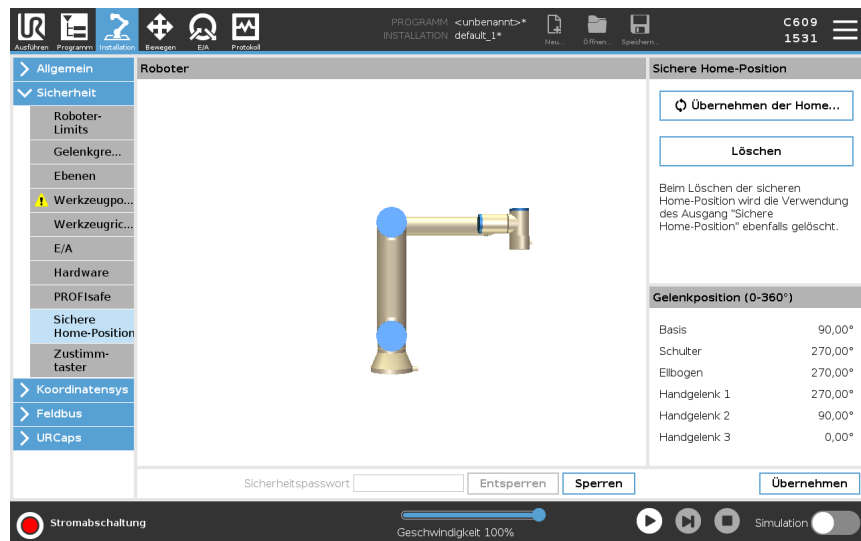 UR
PROGRAMM <unbenannt>*
INSTALLATION default_1*
C609
1531
Ausführen
Programm
Installation
Bewegen
E/A
Protokoll
Neu...
Öffnen...
Speichern...
Allgemein
Sicherheit
Roboter-
Limits
Gelenkgre...
Ebenen
Werkzeugpo...
Werkzeugric...
E/A
Hardware
PROFIsafe
Sichere
Home-Position
Zustimm-
taster
Koordinatensys
Feldbus
URCaps
Roboter
Sichere Home-Position
Übernehmen der Home...
Löschen
Beim Löschen der sicheren
Home-Position wird die Verwendung
des Ausgang "Sichere
Home-Position" ebenfalls gelöscht.
Gelenkposition (0-360°)
Basis 90,00°
Schulter 270,00°
Ellbogen 270,00°
Handgelenk 1 270,00°
Handgelenk 2 90,00°
Handgelenk 3 0,00°
Sicherheitspasswort
Entsperren
Sperren
Übernehmen
Stromabschaltung
Geschwindigkeit 100%
Simulation